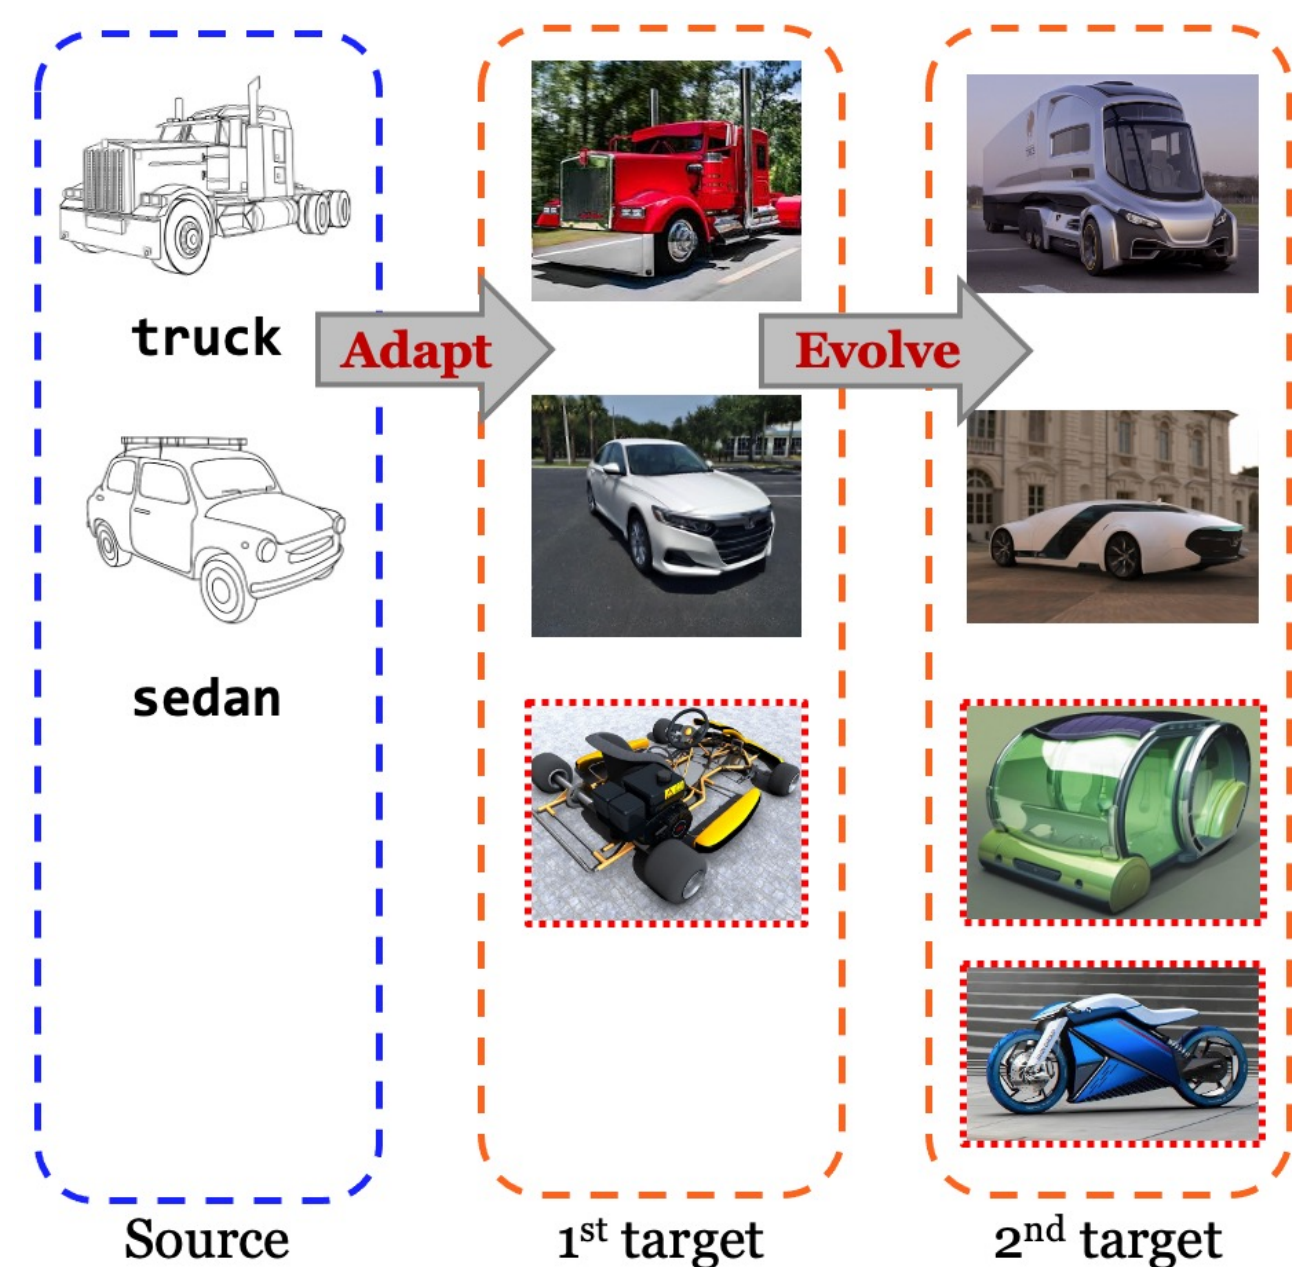 truck
Adapt
Evolve
sedan
Source
1st target
2nd target